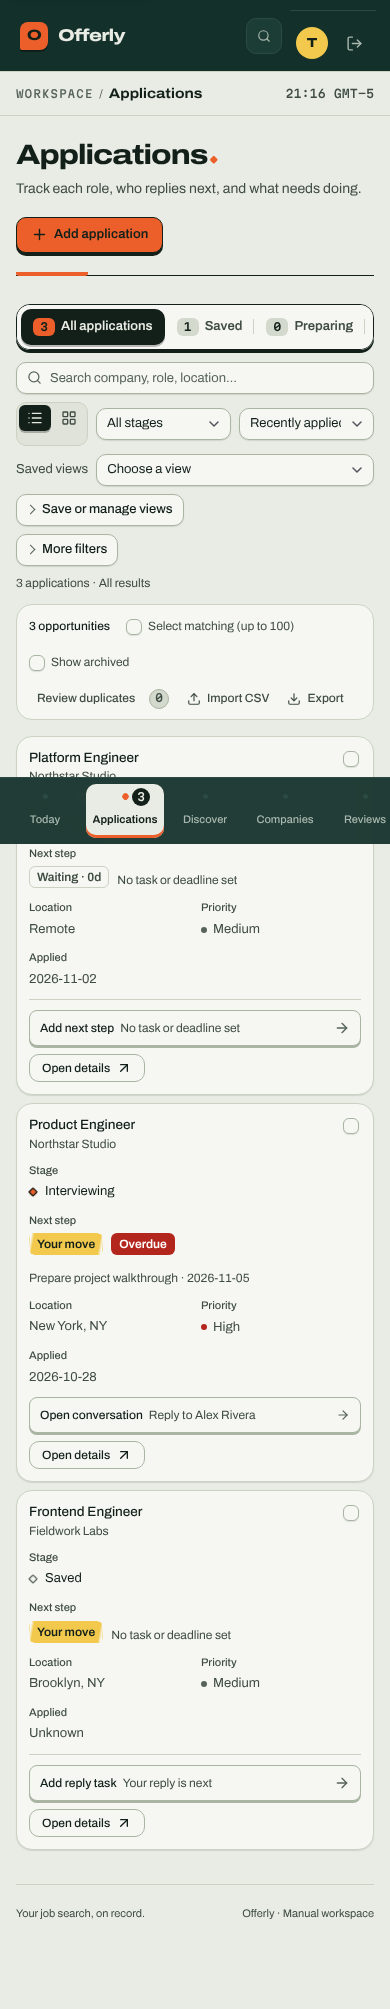 O Offerly
T
WORKSPACE / Applications 21:16 GMT−5
Applications
Track each role, who replies next, and what needs doing.
+ Add application
3 All applications 1 Saved 0 Preparing
Search company, role, location...
All stages Recently applied
Saved views Choose a view
Save or manage views
More filters
3 applications · All results
3 opportunities Select matching (up to 100)
Show archived
Review duplicates 0 Import CSV Export
Platform Engineer
Northstar Studio
3
Today Applications Discover Companies Reviews
Next step
Waiting · 0d No task or deadline set
Location Priority
Remote Medium
Applied
2026-11-02
Add next step No task or deadline set
Open details
Product Engineer
Northstar Studio
Stage
Interviewing
Next step
Your move Overdue
Prepare project walkthrough · 2026-11-05
Location Priority
New York, NY High
Applied
2026-10-28
Open conversation Reply to Alex Rivera
Open details
Frontend Engineer
Fieldwork Labs
Stage
Saved
Next step
Your move No task or deadline set
Location Priority
Brooklyn, NY Medium
Applied
Unknown
Add reply task Your reply is next
Open details
Your job search, on record. Offerly · Manual workspace